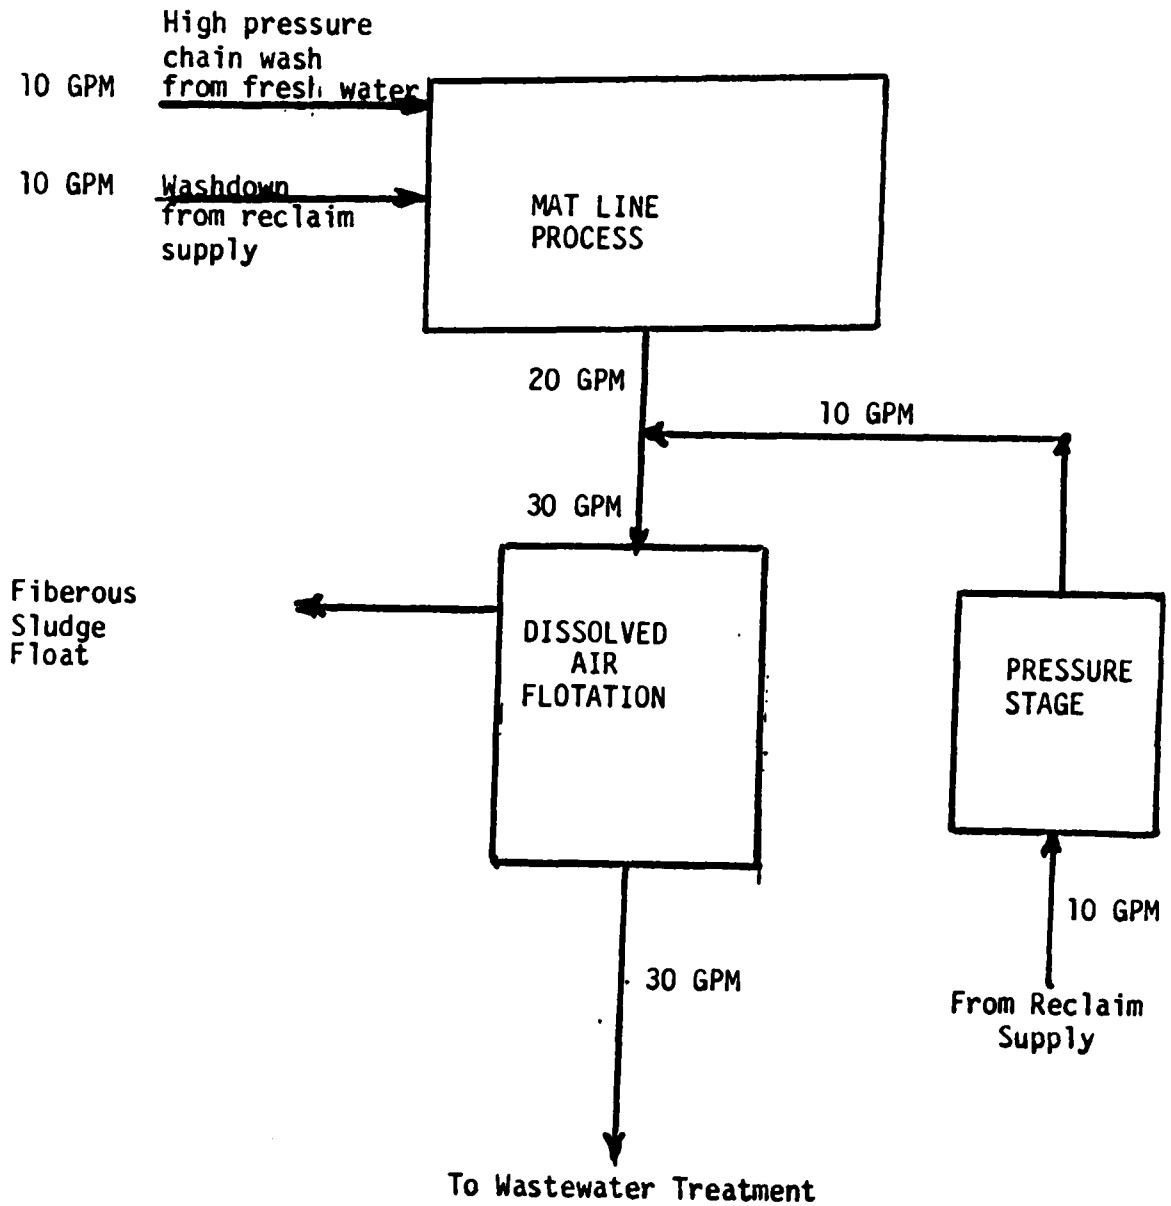 High pressure
chain wash
10 GPM from fresh water
10 GPM Washdown
from reclaim
supply
MAT LINE
PROCESS
20 GPM
10 GPM
30 GPM
Fiberous
Sludge
Float
DISSOLVED
AIR
FLOTATION
PRESSURE
STAGE
10 GPM
30 GPM
From Reclaim
Supply
To Wastewater Treatment